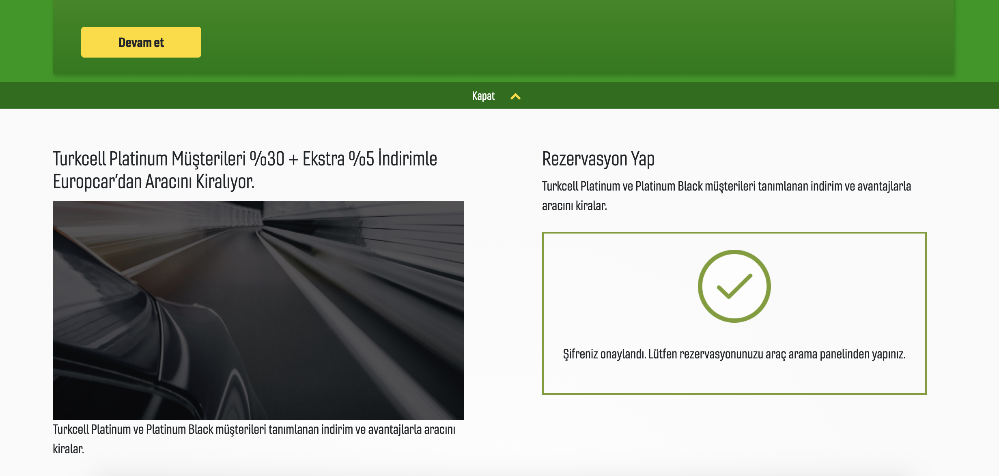 Devam et
Kapat
Turkcell Platinum Müşterileri %30 + Ekstra %5 İndirimle
Europcar’dan Aracını Kiralıyor.
Turkcell Platinum ve Platinum Black müşterileri tanımlanan indirim ve avantajlarla aracını
kiralar.
Rezervasyon Yap
Turkcell Platinum ve Platinum Black müşterileri tanımlanan indirim ve avantajlarla
aracını kiralar.
Şifreniz onaylandı. Lütfen rezervasyonunuzu araç arama panelinden yapınız.